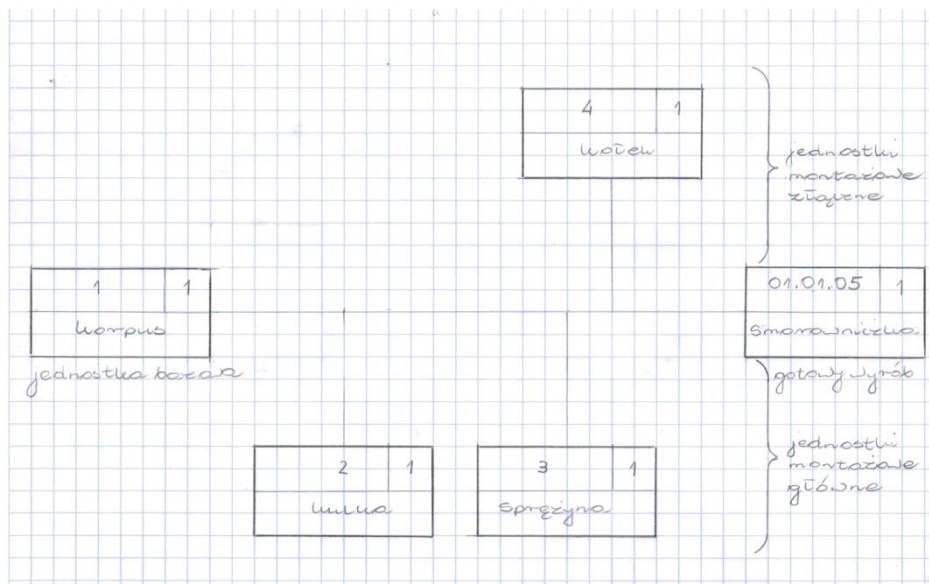 4 1
kołek
jednostki
montażowe
złączne
1 1
korpus
jednostka bazowa
01.01.05 1
smarowniczka
gotowy wyrób
2 1
kulka
3 1
sprężyna
jednostki
montażowe
główne